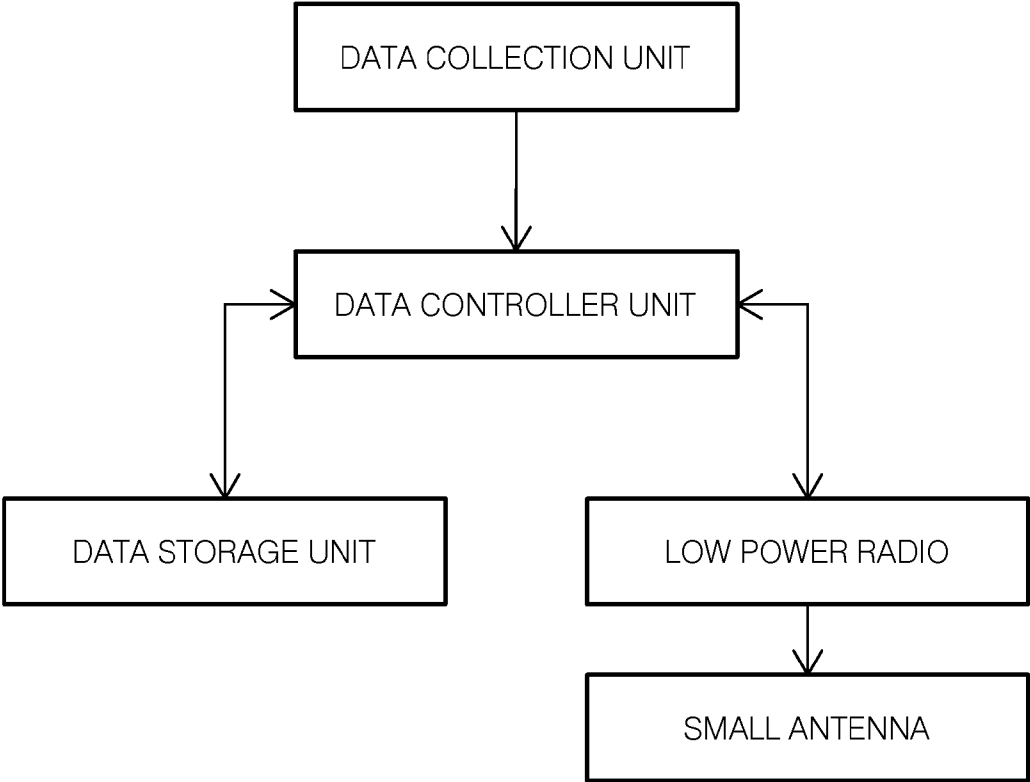 DATA COLLECTION UNIT
DATA CONTROLLER UNIT
DATA STORAGE UNIT
LOW POWER RADIO
SMALL ANTENNA